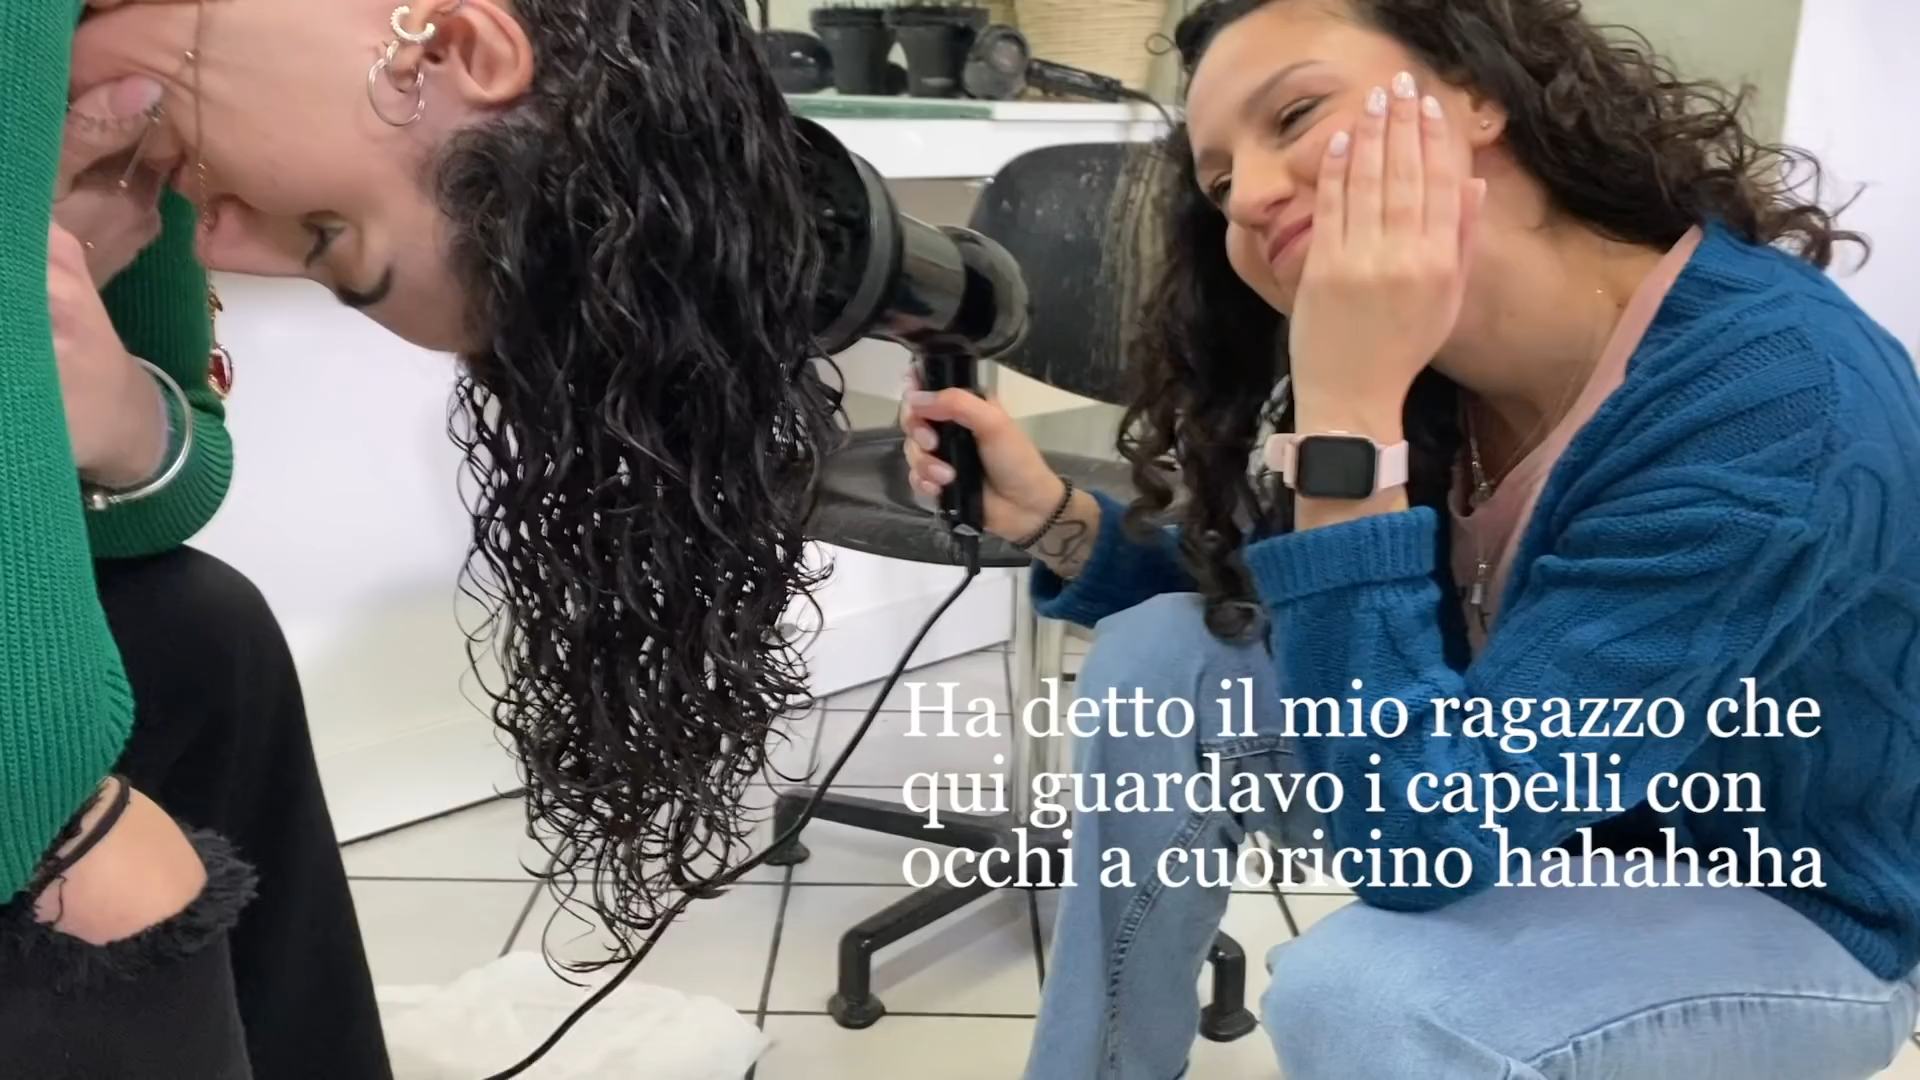 Ha detto il mio ragazzo che
qui guardavo i capelli con
occhi a cuoricino hahahaha